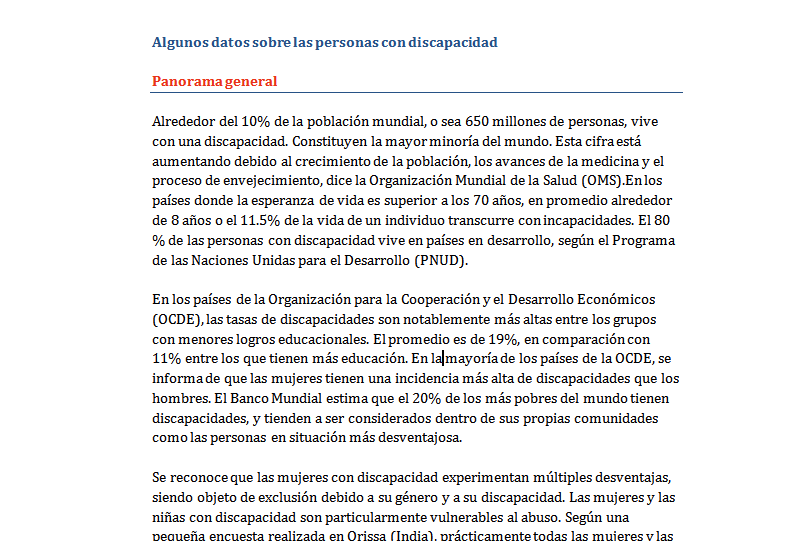 Algunos datos sobre las personas con discapacidad
Panorama general
Alrededor del 10% de la población mundial, o sea 650 millones de personas, vive
con una discapacidad. Constituyen la mayor minoría del mundo. Esta cifra está
aumentando debido al crecimiento de la población, los avances de la medicina y el
proceso de envejecimiento, dice la Organización Mundial de la Salud (OMS).En los
países donde la esperanza de vida es superior a los 70 años, en promedio alrededor
de 8 años o el 11.5% de la vida de un individuo transcurre con incapacidades. El 80
% de las personas con discapacidad vive en países en desarrollo, según el Programa
de las Naciones Unidas para el Desarrollo (PNUD).
En los países de la Organización para la Cooperación y el Desarrollo Económicos
(OCDE), las tasas de discapacidades son notablemente más altas entre los grupos
con menores logros educacionales. El promedio es de 19%, en comparación con
11% entre los que tienen más educación. En la mayoría de los países de la OCDE, se
informa de que las mujeres tienen una incidencia más alta de discapacidades que los
hombres. El Banco Mundial estima que el 20% de los más pobres del mundo tienen
discapacidades, y tienden a ser considerados dentro de sus propias comunidades
como las personas en situación más desventajosa.
Se reconoce que las mujeres con discapacidad experimentan múltiples desventajas,
siendo objeto de exclusión debido a su género y a su discapacidad. Las mujeres y las
niñas con discapacidad son particularmente vulnerables al abuso. Según una
pequeña encuesta realizada en Orissa (India), prácticamente todas las mujeres y las